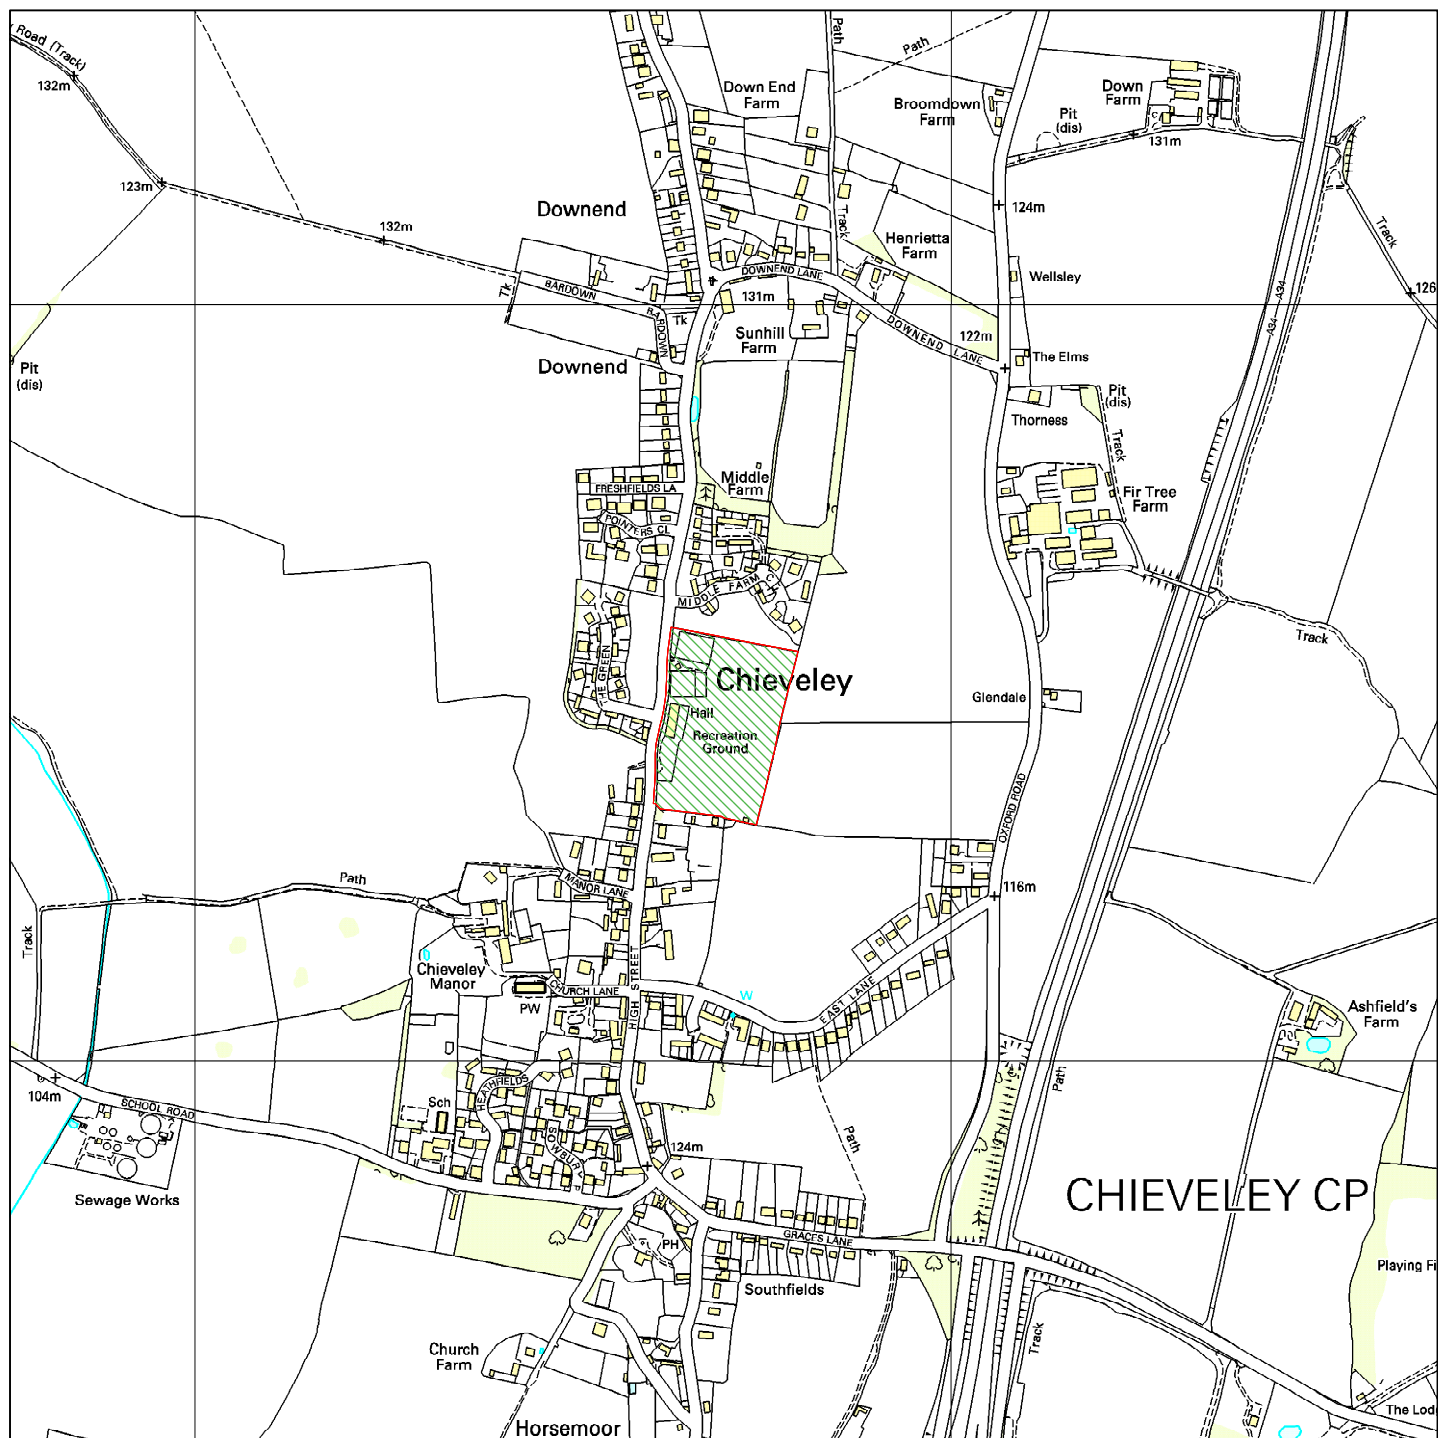 Road (Track)
132m
Path
Path
Down End
Farm
Broomdown
Farm
Down
Farm
Pit
(dis)
131m
123m
Downend
132m
Track
124m
Henrietta
Farm
Track
Wellsley
DOWNEND LANE
BARDOWN
Tk
131m
126
A34
A34
BARDOWN
Tk
Sunhill
Farm
DOWNEND LANE
122m
The Elms
Pit
(dis)
Downend
Pit
(dis)
Thorness
Track
Middle
Farm
FRESHFIELDS LA
Fir Tree
Farm
POINTERS CL
MIDDLE FARM CL
Track
THE GREEN
Chieveley
Glendale
Hall
Recreation
Ground
OXFORD ROAD
MANOR LANE
Path
116m
Track
HIGH STREET
Chieveley
Manor
CHURCH LANE
PW
W
EAST LANE
Ashfield's
Farm
Path
104m
SCHOOL ROAD
HEATHFIELDS
Sch
SOWBURY P
Path
124m
Sewage Works
CHIEVELEY CP
PH
GRACES LANE
Southfields
Playing Fi
Track
Church
Farm
Horsemoor
The Lod